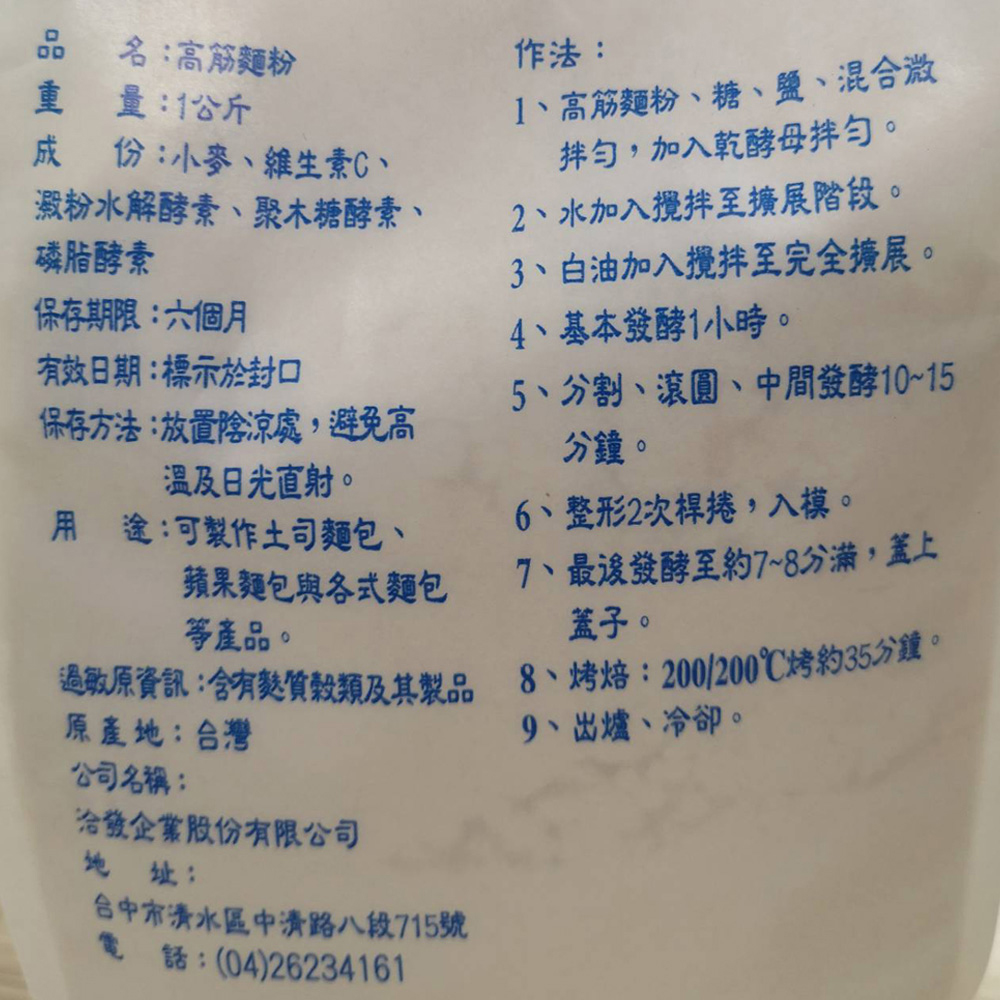 品 名：高筋麵粉
重 量：1公斤
成 份：小麥、維生素C、
澱粉水解酵素、聚木糖酵素、
磷脂酵素
保存期限：六個月
有效日期：標示於封口
保存方法：放置陰涼處，避免高
溫及日光直射。
用 途：可製作土司麵包、
蘋果麵包與各式麵包
等產品。
過敏原資訊：含有麩質穀類及其製品
原產地：台灣
公司名稱：
洽發企業股份有限公司
地 址：
台中市清水區中清路八段715號
電 話：(04)26234161
作法：
1、高筋麵粉、糖、鹽、混合微
拌勻，加入乾酵母拌勻。
2、水加入攪拌至擴展階段。
3、白油加入攪拌至完全擴展。
4、基本發酵1小時。
5、分割、滾圓、中間發酵10~15
分鐘。
6、整形2次桿捲，入模。
7、最後發酵至約7~8分滿，蓋上
蓋子。
8、烤焙：200/200℃烤約35分鐘。
9、出爐、冷卻。